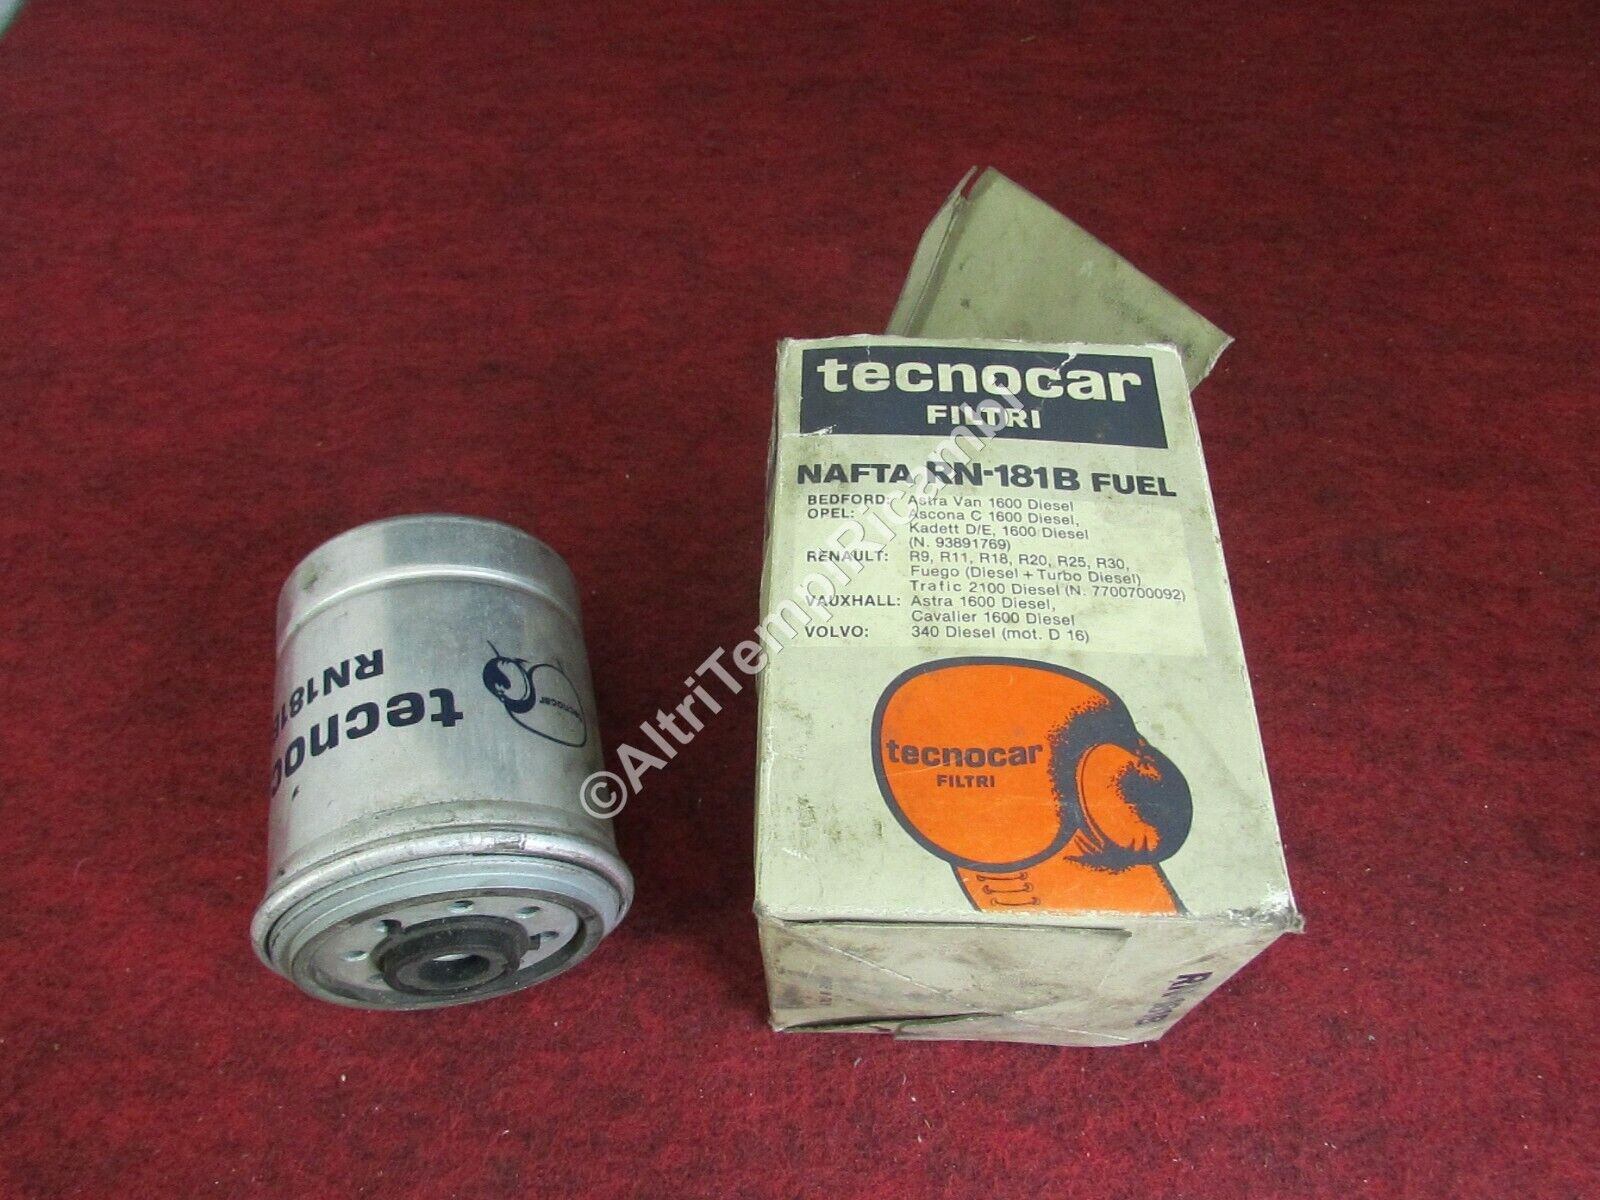 tecnocar
FILTRI
NAFTA RN-181B FUEL
BEDFORD: Astra Van 1600 Diesel
OPEL: Ascona C 1600 Diesel,
Kadett D/E, 1600 Diesel
(N. 93891769)
RENAULT: R9, R11, R18, R20, R25, R30,
Fuego (Diesel + Turbo Diesel)
Trafic 2100 Diesel (N. 7700700092)
VAUXHALL: Astra 1600 Diesel,
Cavalier 1600 Diesel
VOLVO: 340 Diesel (mot. D 16)
tecnocar
FILTRI
tecnocar
RN181B
tecnoca
©AltriTempiRicambi